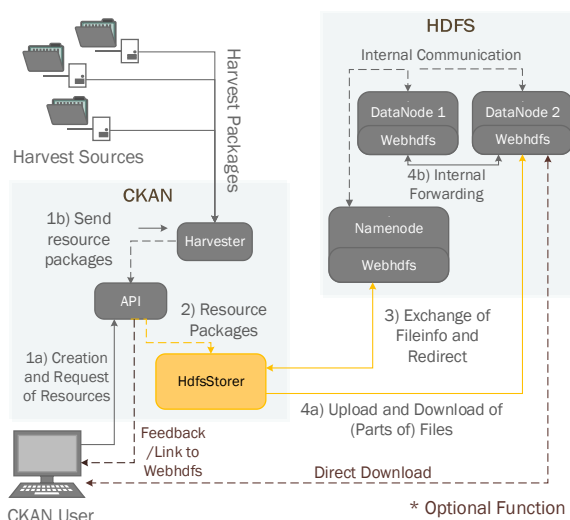 HDFS
Internal Communication
DataNode 1
Webhdfs
DataNode 2
Webhdfs
4b) Internal
Forwarding
Namenode
Webhdfs
Harvest Packages
Harvest Sources
CKAN
1b) Send
resource
packages
Harvester
API
2) Resource
Packages
HdfsStorer
3) Exchange of
Fileinfo and
Redirect
1a) Creation
and Request
of Resources
4a) Upload and Download of
(Parts of) Files
Feedback
/Link to
Webhdfs
Direct Download
CKAN User
* Optional Function